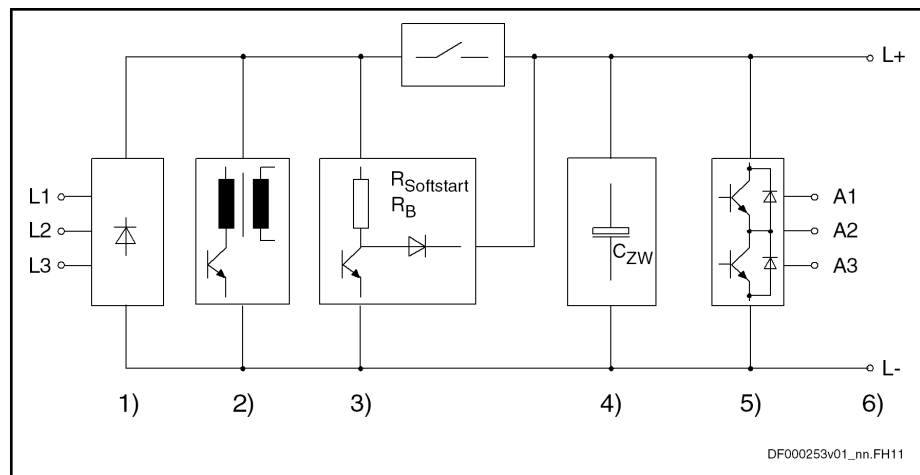 L+
R_Softstart
R_B
L1
L2
L3
C_ZW
A1
A2
A3
L-
1)
2)
3)
4)
5)
6)
DF000253v01_nn.FH11